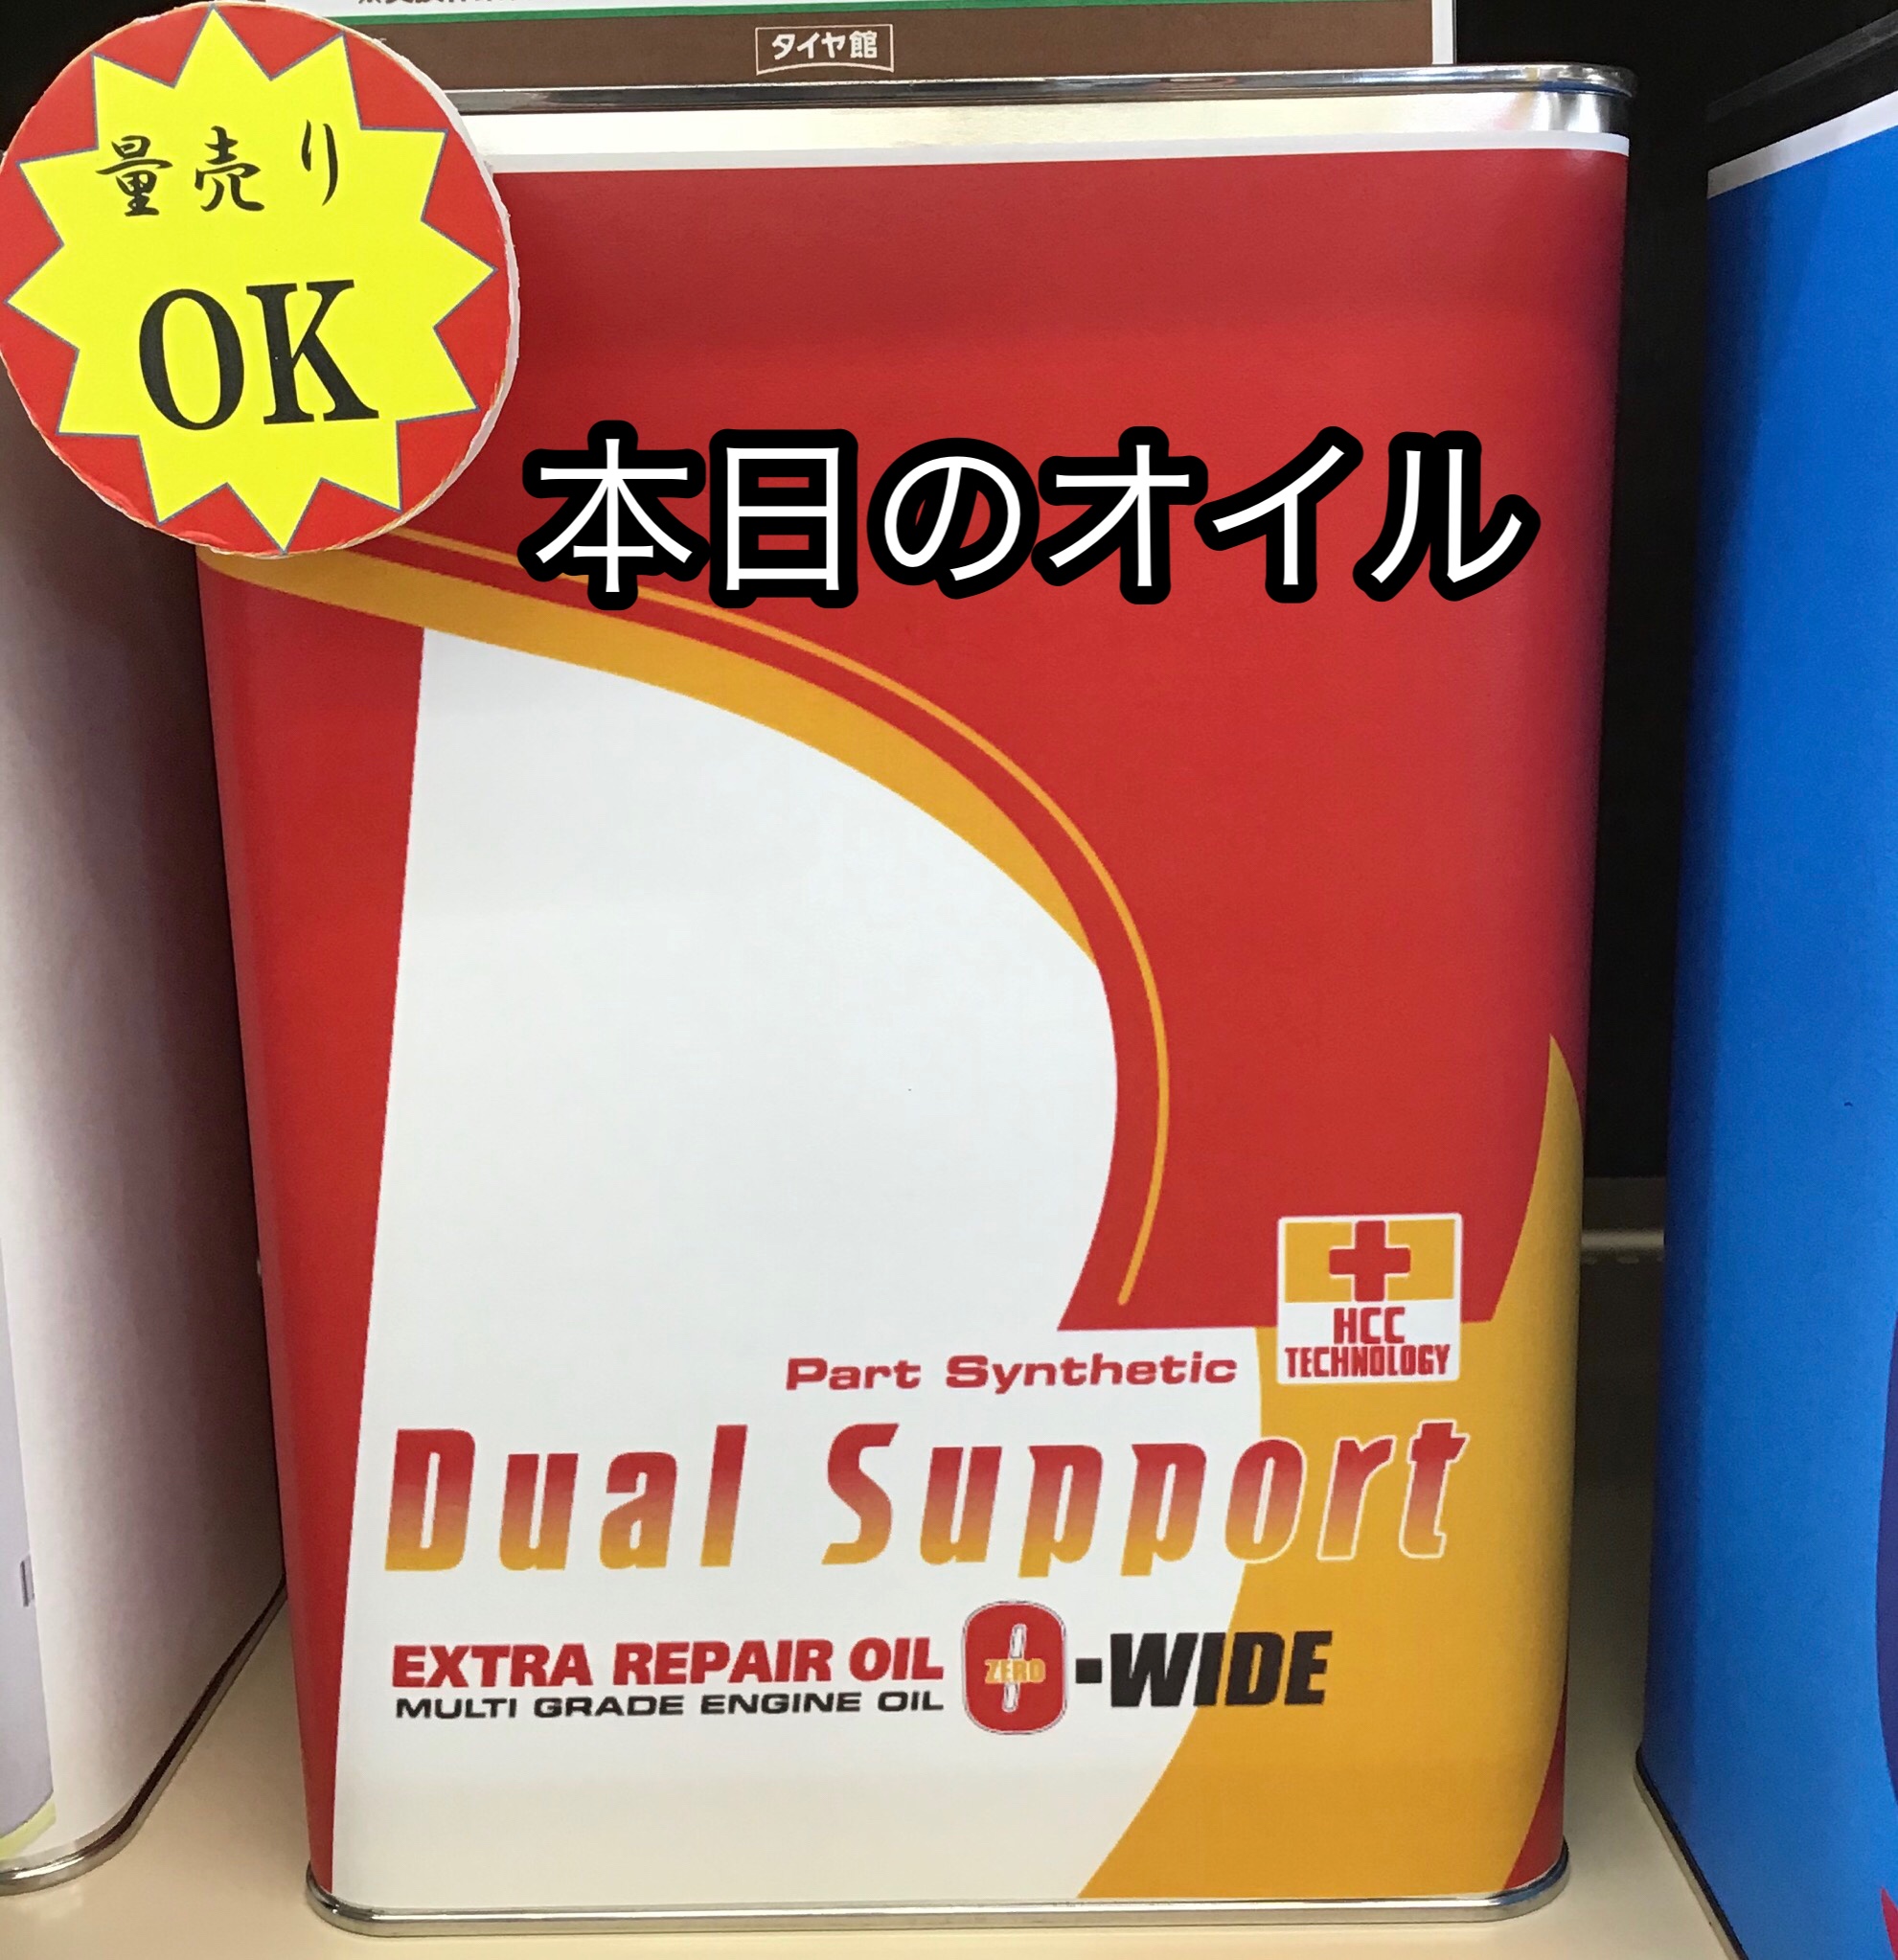 タイヤ館
量売り
OK
本日のオイル
HCC
TECHNOLOGY
Part Synthetic
Dual Support
EXTRA REPAIR OIL
MULTI GRADE ENGINE OIL
ZERO
-WIDE